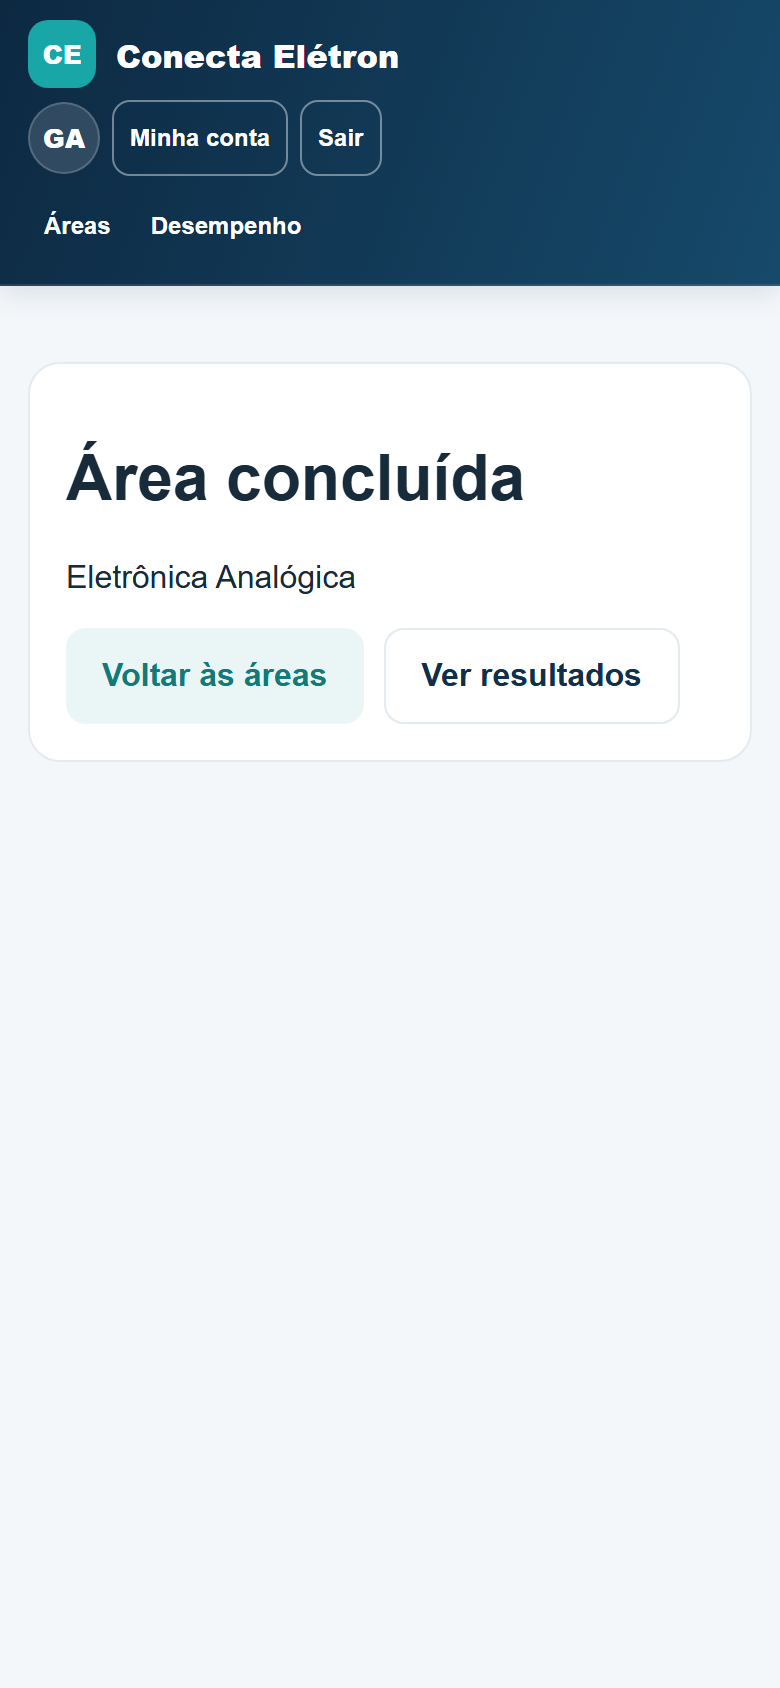 CE Conecta Elétron
GA Minha conta Sair
Áreas Desempenho
Área concluída
Eletrônica Analógica
Voltar às áreas Ver resultados